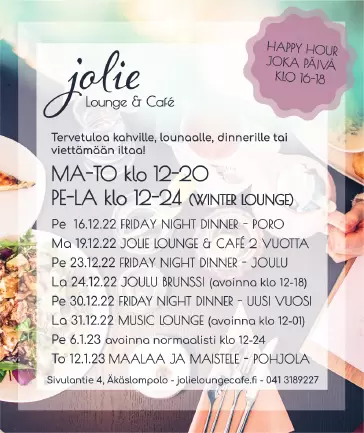 HAPPY HOUR
JOKA PÄIVÄ
KLO 16-18
jolie
Lounge & Café
Tervetuloa kahville, lounaalle, dinnerille tai
viettämään iltaa!
MA-TO klo 12-20
PE-LA klo 12-24 (WINTER LOUNGE)
Pe 16.12.22 FRIDAY NIGHT DINNER - PORO
Ma 19.12.22 JOLIE LOUNGE & CAFÉ 2 VUOTTA
Pe 23.12.22 FRIDAY NIGHT DINNER - JOULU
La 24.12.22 JOULU BRUNSSI (avoinna klo 12-18)
Pe 30.12.22 FRIDAY NIGHT DINNER - UUSI VUOSI
La 31.12.22 MUSIC LOUNGE (avoinna klo 12-01)
Pe 6.1.23 avoinna normaalisti klo 12-24
To 12.1.23 MAALAA JA MAISTELE - POHJOLA
Sivulantie 4, Äkäslompolo - jolieloungecafe.fi - 041 3189227